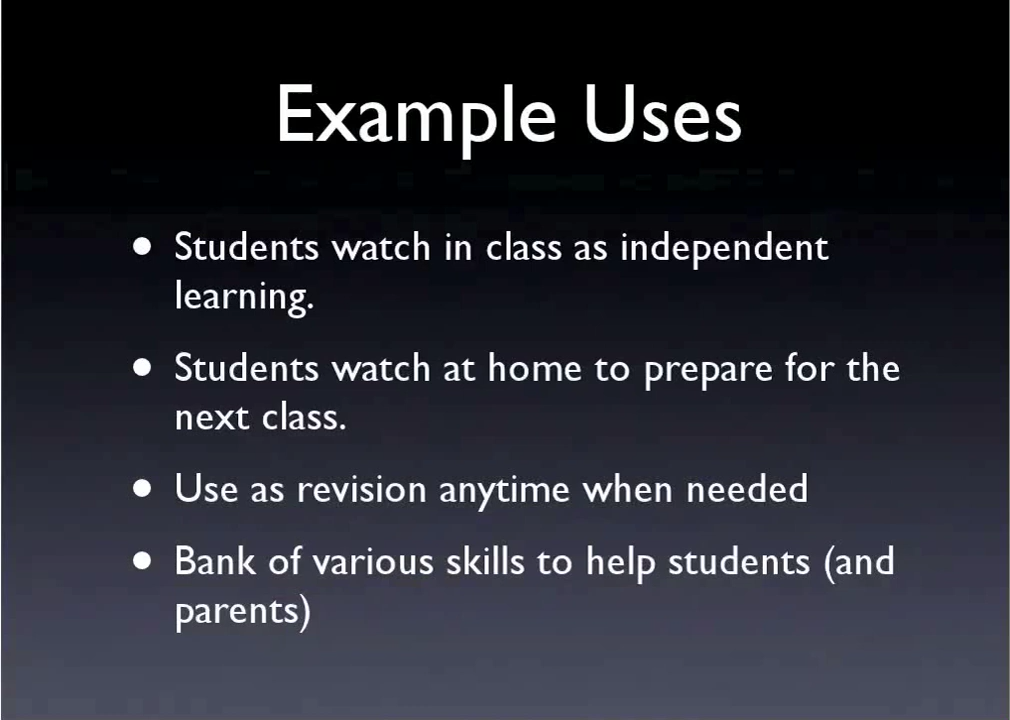 Example Uses
• Students watch in class as independent
learning.
• Students watch at home to prepare for the
next class.
• Use as revision anytime when needed
• Bank of various skills to help students (and
parents)